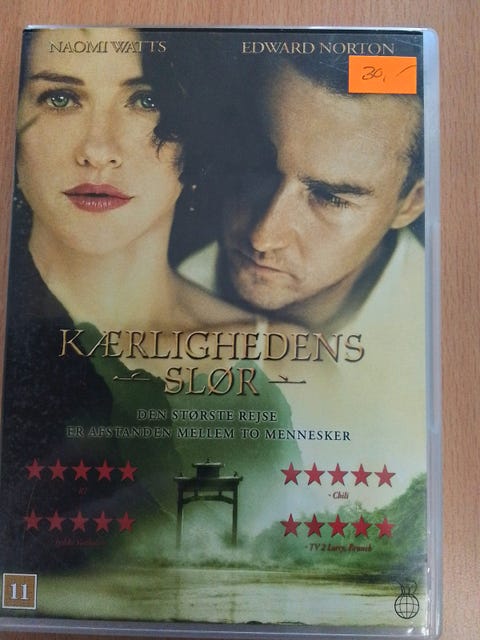 NAOMI WATTS
EDWARD NORTON
30,-
KÆRLIGHEDENS
SLØR
DEN STØRSTE REJSE
ER AFSTANDEN MELLEM TO MENNESKER
- Chili
- TV 2 Lorry, Brunch
11